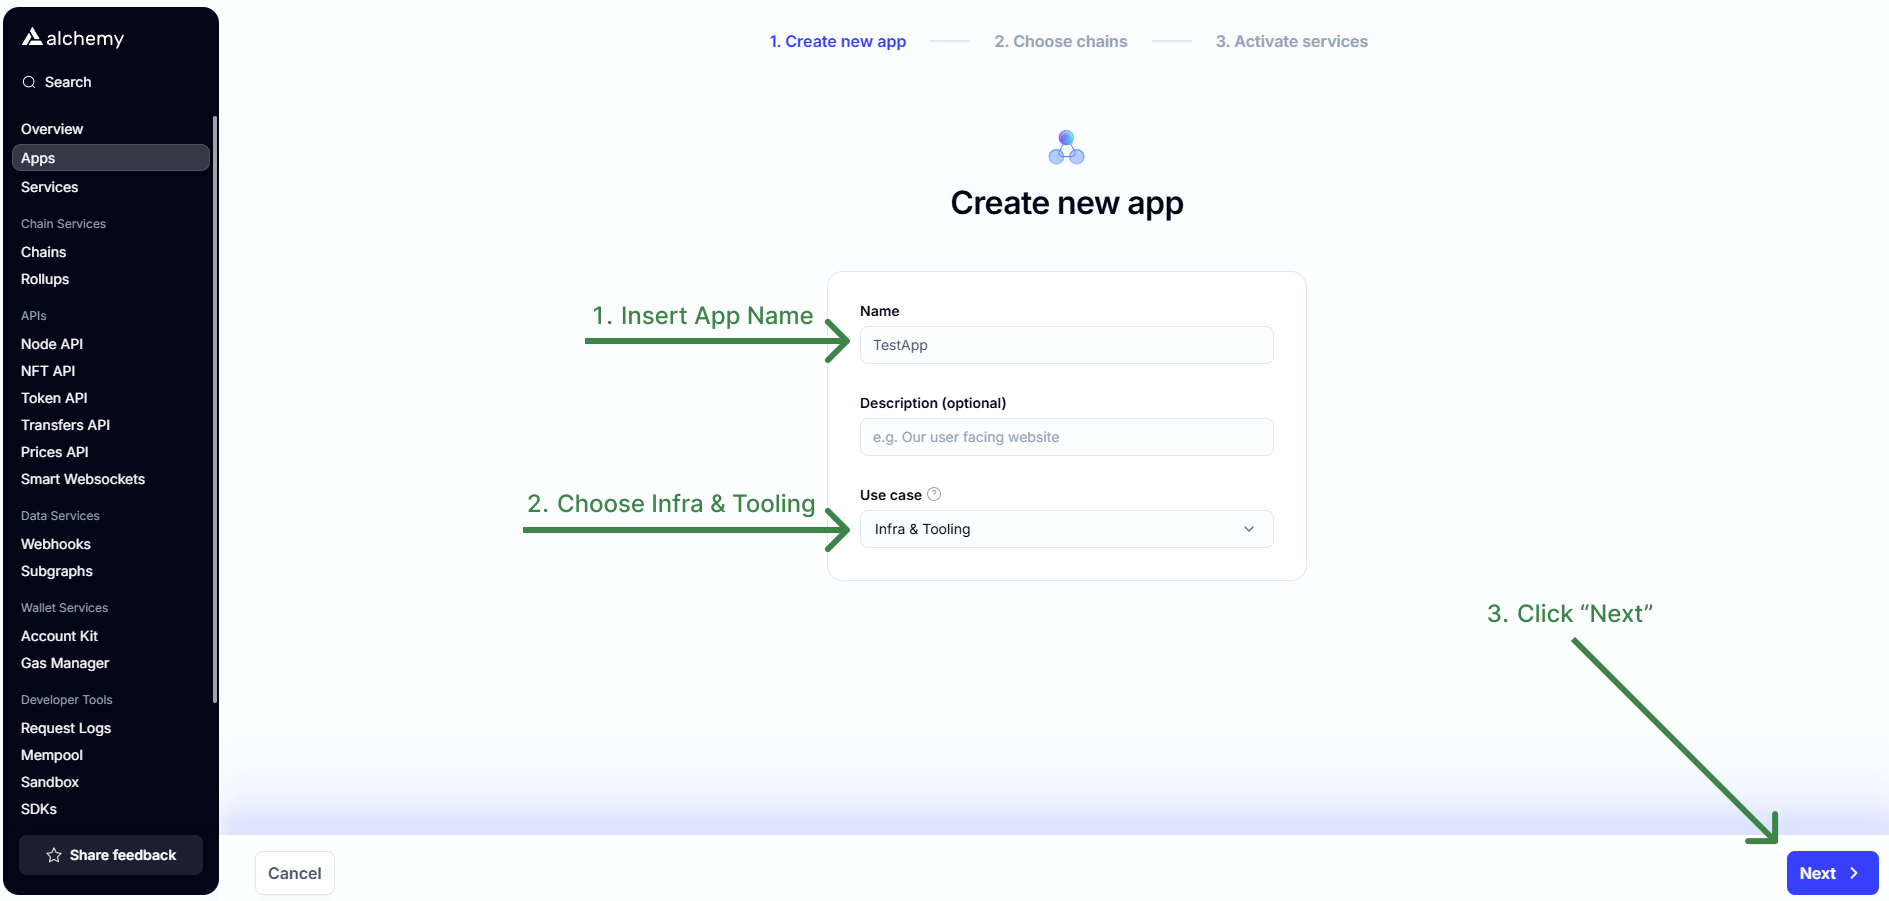 alchemy
Search
Overview
Apps
Services
Chain Services
Chains
Rollups
APIs
Node API
NFT API
Token API
Transfers API
Prices API
Smart Websockets
Data Services
Webhooks
Subgraphs
Wallet Services
Account Kit
Gas Manager
Developer Tools
Request Logs
Mempool
Sandbox
SDKs
Share feedback
1. Create new app 2. Choose chains 3. Activate services
Create new app
1. Insert App Name
Name
TestApp
Description (optional)
e.g. Our user facing website
2. Choose Infra & Tooling
Use case
Infra & Tooling
3. Click “Next”
Cancel
Next